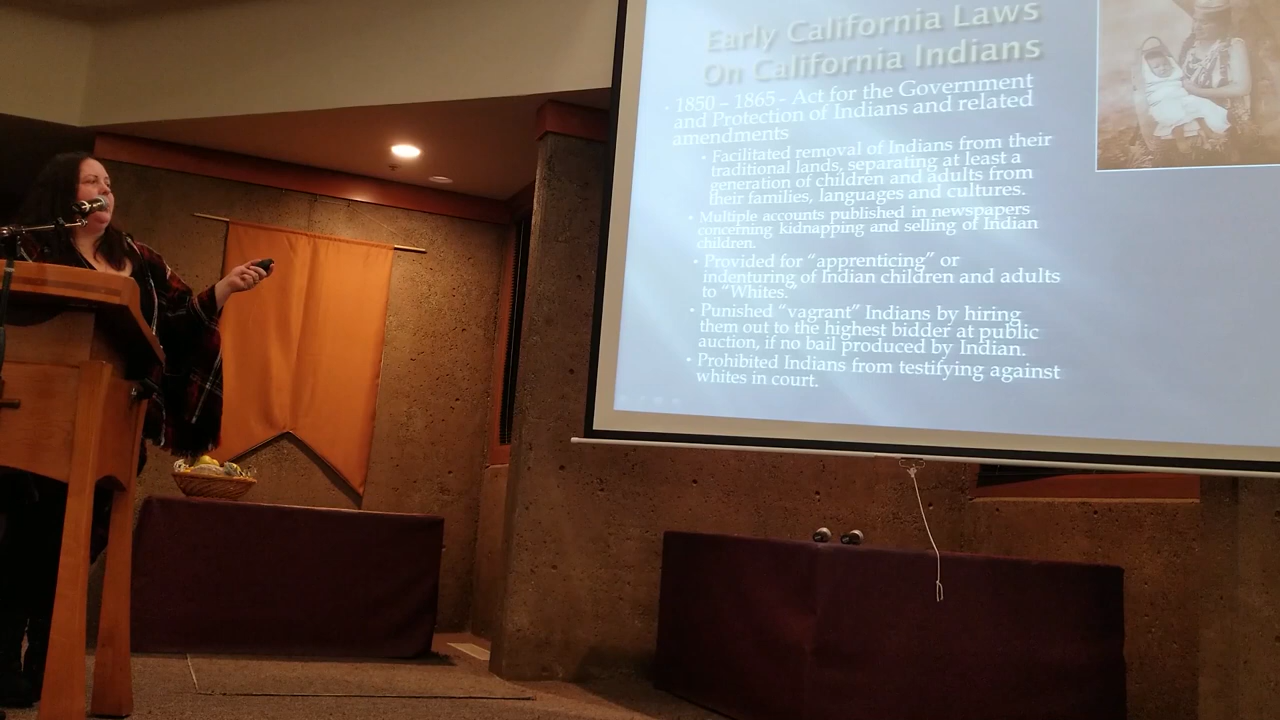 Early California Laws
On California Indians
• 1850 – 1865 - Act for the Government
and Protection of Indians and related
amendments
• Facilitated removal of Indians from their
traditional lands, separating at least a
generation of children and adults from
their families, languages and cultures.
• Multiple accounts published in newspapers
concerning kidnapping and selling of Indian
children.
• Provided for “apprenticing” or
indenturing of Indian children and adults
to “Whites.”
• Punished “vagrant” Indians by hiring
them out to the highest bidder at public
auction, if no bail produced by Indian.
• Prohibited Indians from testifying against
whites in court.